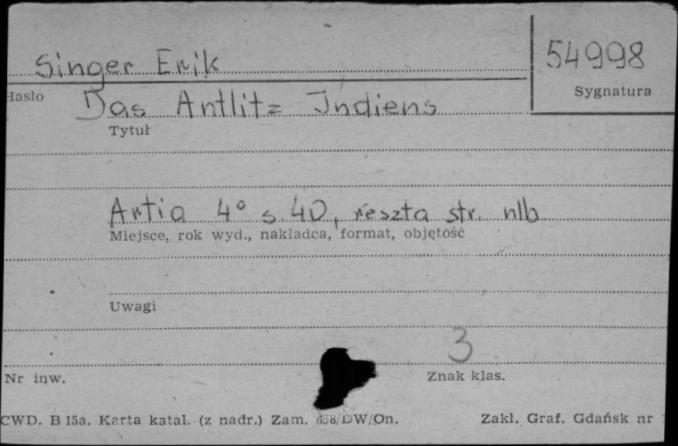 Singer Erik
54998
Hasło
Sygnatura
Das Antlitz Indiens
Tytuł
Artia 4° s. 40, reszta str. nlb
Miejsce, rok wyd., nakładca, format, objętość
Uwagi
3
Nr inw.
Znak klas.
CWD. B 15a. Karta katal. (z nadr.) Zam. /DW/On.
Zakł. Graf. Gdańsk nr